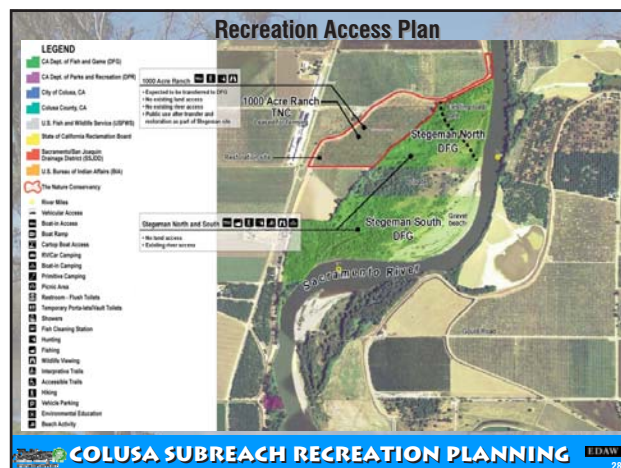 Recreation Access Plan
LEGEND
CA Dept. of Fish and Game (DFG)
CA Dept. of Parks and Recreation (DPR)
City of Colusa, CA
Colusa County, CA
U.S. Fish and Wildlife Service (USFWS)
State of California Reclamation Board
Sacramento/San Joaquin
Drainage District (SSJDD)
U.S. Bureau of Indian Affairs (BIA)
The Nature Conservancy
River Miles
Vehicular Access
Boat-in Access
Boat Ramp
Cartop Boat Access
RV/Car Camping
Boat-in Camping
Primitive Camping
Picnic Area
Restroom - Flush Toilets
Temporary Porta-lets/Vault Toilets
Showers
Fish Cleaning Station
Hunting
Fishing
Wildlife Viewing
Interpretive Trails
Accessible Trails
Hiking
Vehicle Parking
Environmental Education
Beach Activity
1000 Acre Ranch
• Expected to be transferred to DFG
• No existing land access
• No existing river access
• Public use after transfer and
restoration as part of Stegeman site
1000 Acre Ranch
TNC
Restoration site
Stegeman North
DFG
Stegeman North and South
• No land access
• Existing river access
Stegeman South
DFG
Gravel
beach
Sacramento River
COLUSA SUBREACH RECREATION PLANNING
EDAW